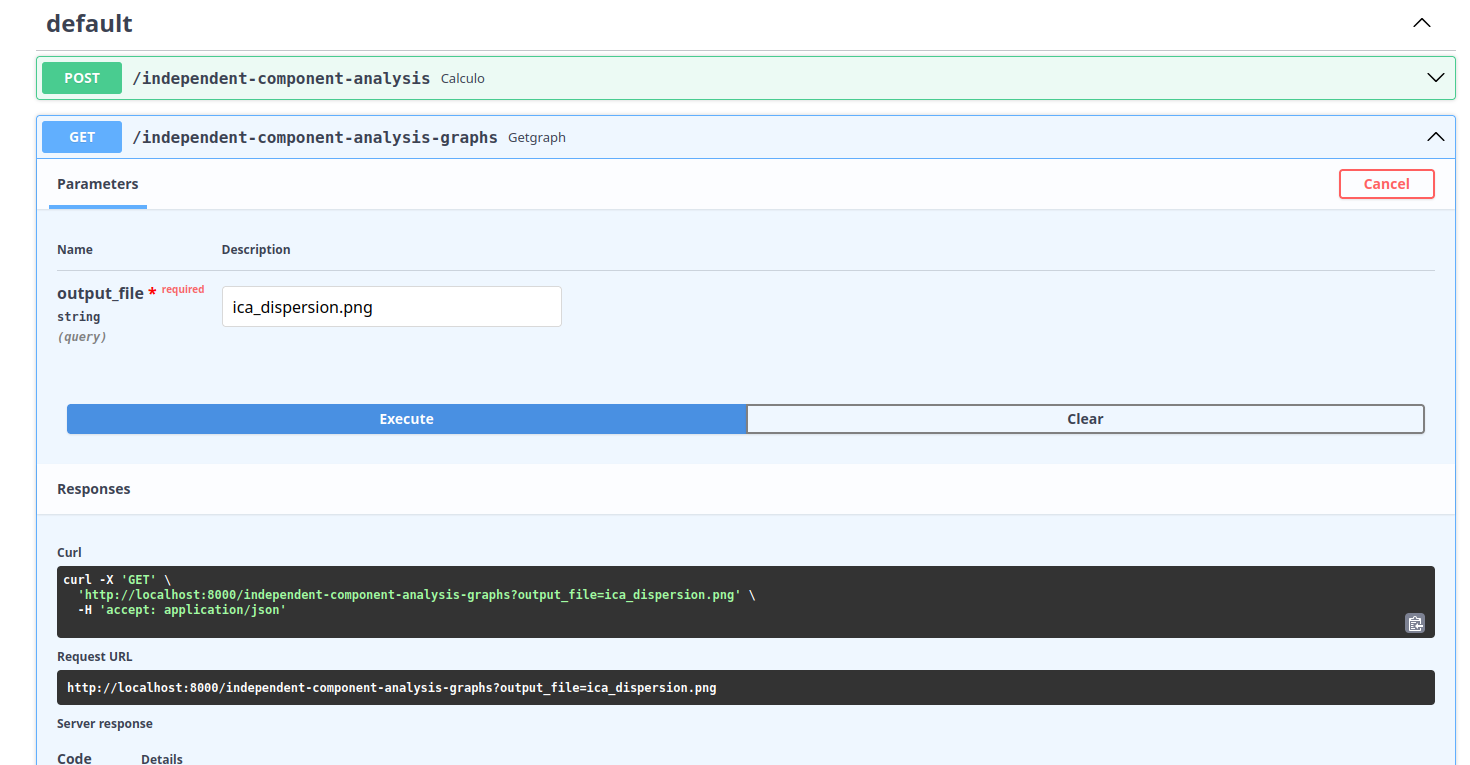 default
POST /independent-component-analysis Calculo
GET /independent-component-analysis-graphs Getgraph
Parameters Cancel
Name Description
output_file * required
ica_dispersion.png
string
(query)
Execute Clear
Responses
Curl
curl -X 'GET' \
'http://localhost:8000/independent-component-analysis-graphs?output_file=ica_dispersion.png' \
-H 'accept: application/json'
Request URL
http://localhost:8000/independent-component-analysis-graphs?output_file=ica_dispersion.png
Server response
Code Details